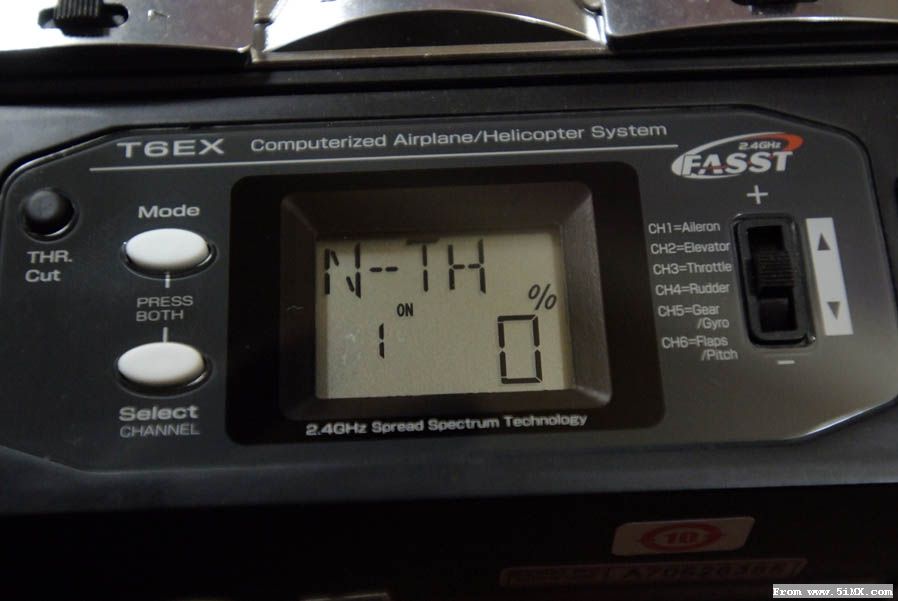 T6EX Computerized Airplane/Helicopter System
2.4GHz
FASST
THR.
Cut
Mode
PRESS
BOTH
Select
CHANNEL
N--TH
ON
%
1 0
2.4GHz Spread Spectrum Technology
+
CH1=Aileron
CH2=Elevator
CH3=Throttle
CH4=Rudder
CH5=Gear
/Gyro
CH6=Flaps
/Pitch
▲
▼
−
10
From www.5iMX.com